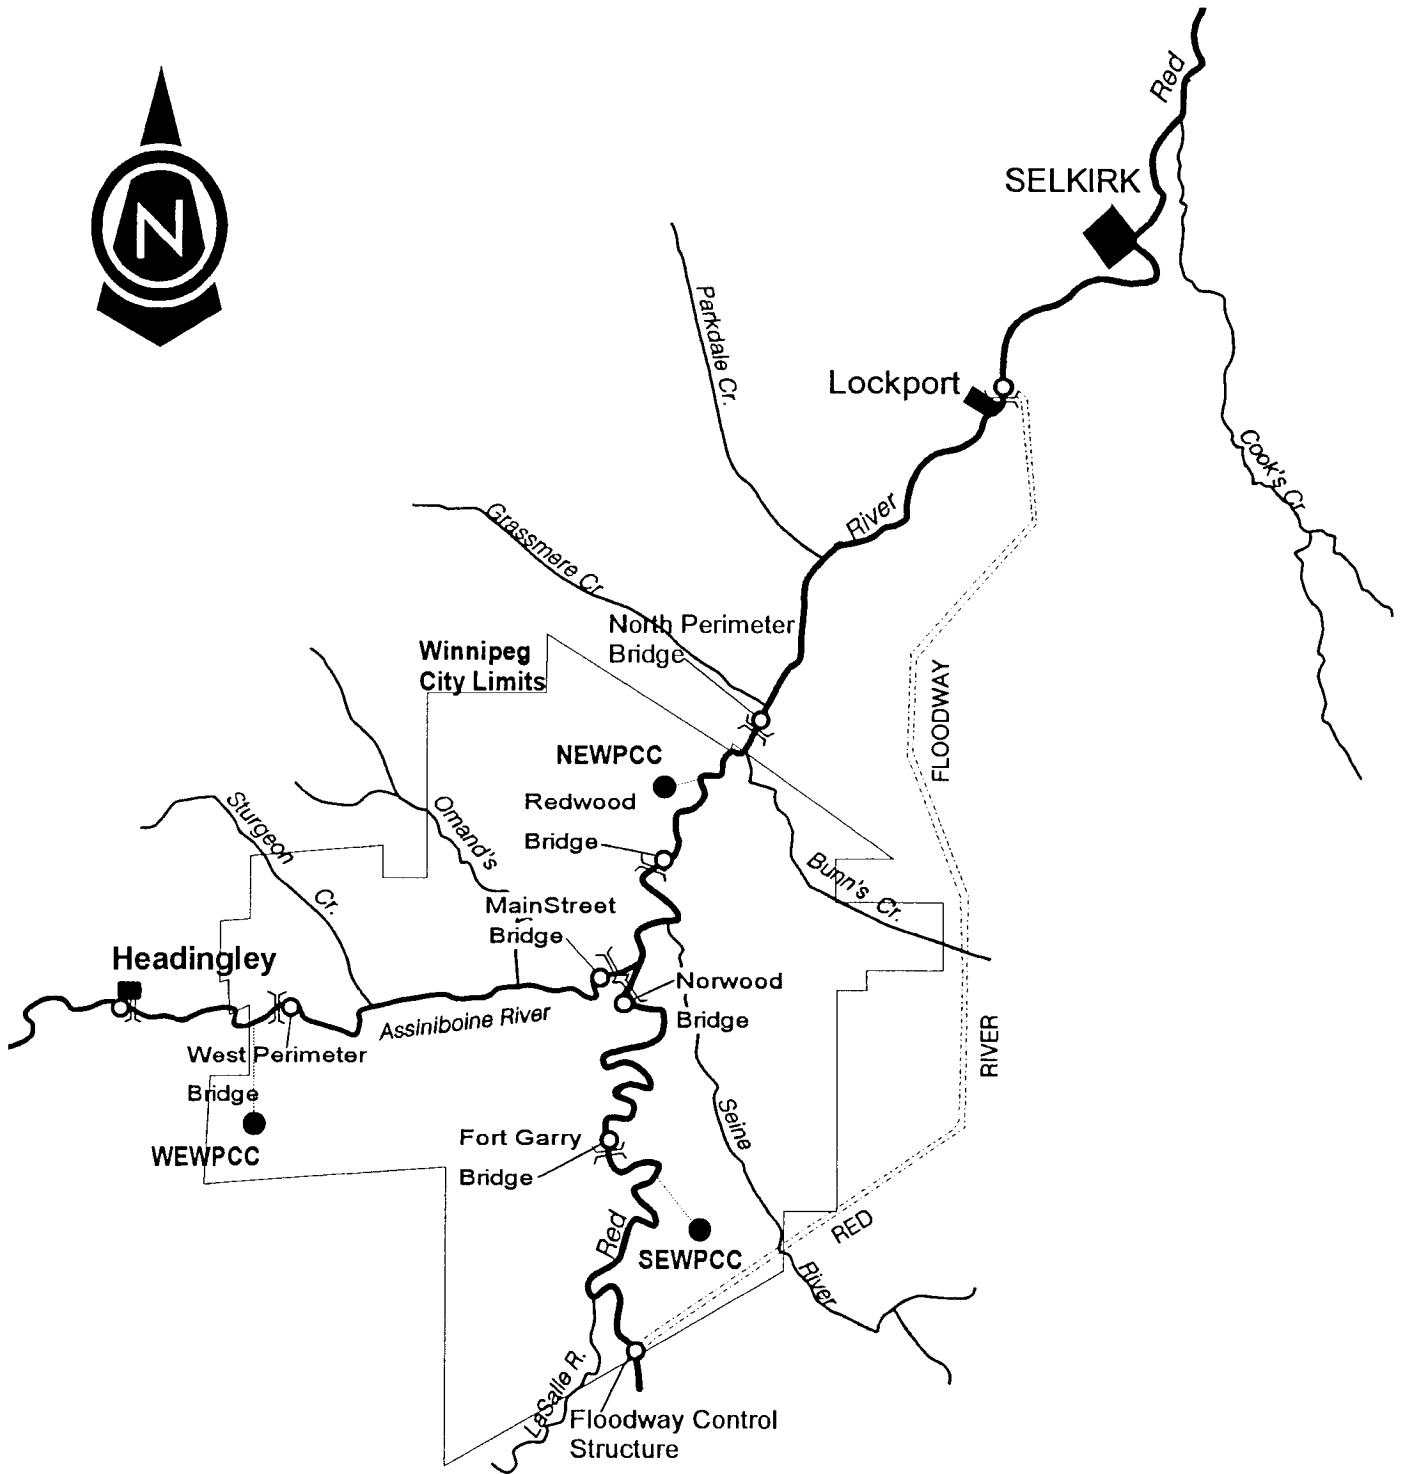 N
Red
SELKIRK
Parkdale Cr.
Lockport
Cook's Cr
River
Grassmere Cr.
North Perimeter
Bridge
Winnipeg
City Limits
FLOODWAY
NEWPCC
Redwood
Bridge
Sturgeon
Cr.
Omand's
Bunn's Cr.
MainStreet
Bridge
Headingley
Norwood
Bridge
Assiniboine River
RIVER
West Perimeter
Bridge
Seine
WEWPCC
Fort Garry
Bridge
Red
RED
SEWPCC
River
LaSalle R.
Floodway Control
Structure